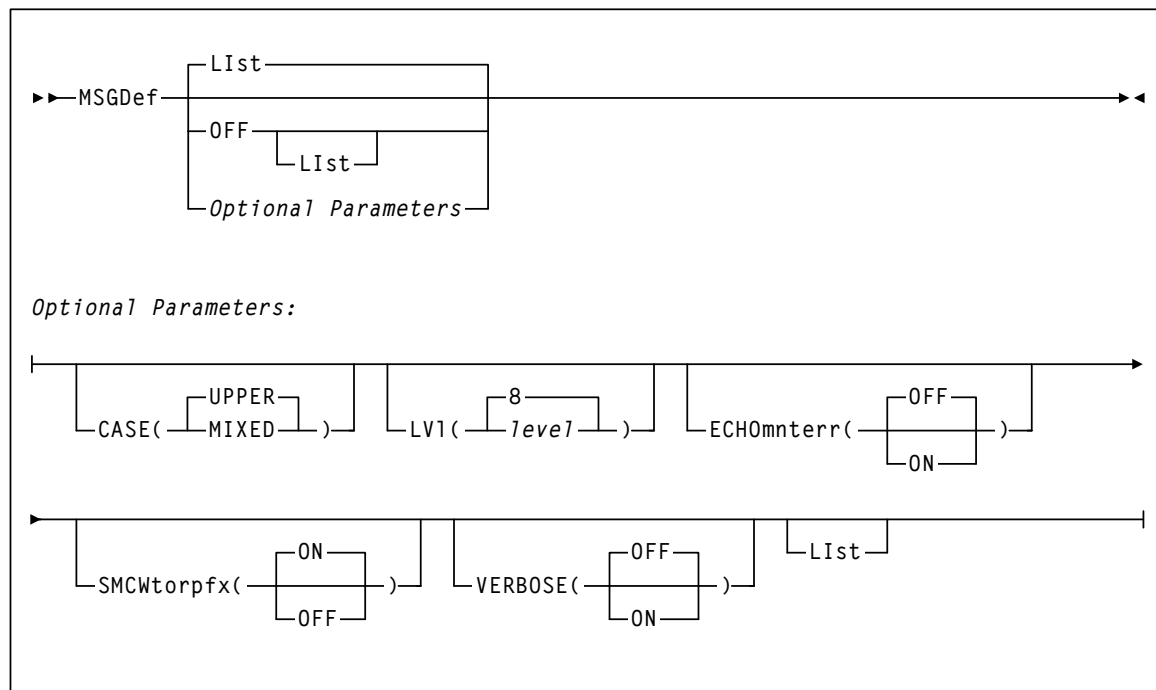 LIst
MSGDef
OFF
LIst
Optional Parameters
Optional Parameters:
UPPER 8 OFF
CASE( MIXED ) LVl( level ) ECHOmnterr( )
ON
ON OFF LIst
SMCWtorpfx( ) VERBOSE( )
OFF ON